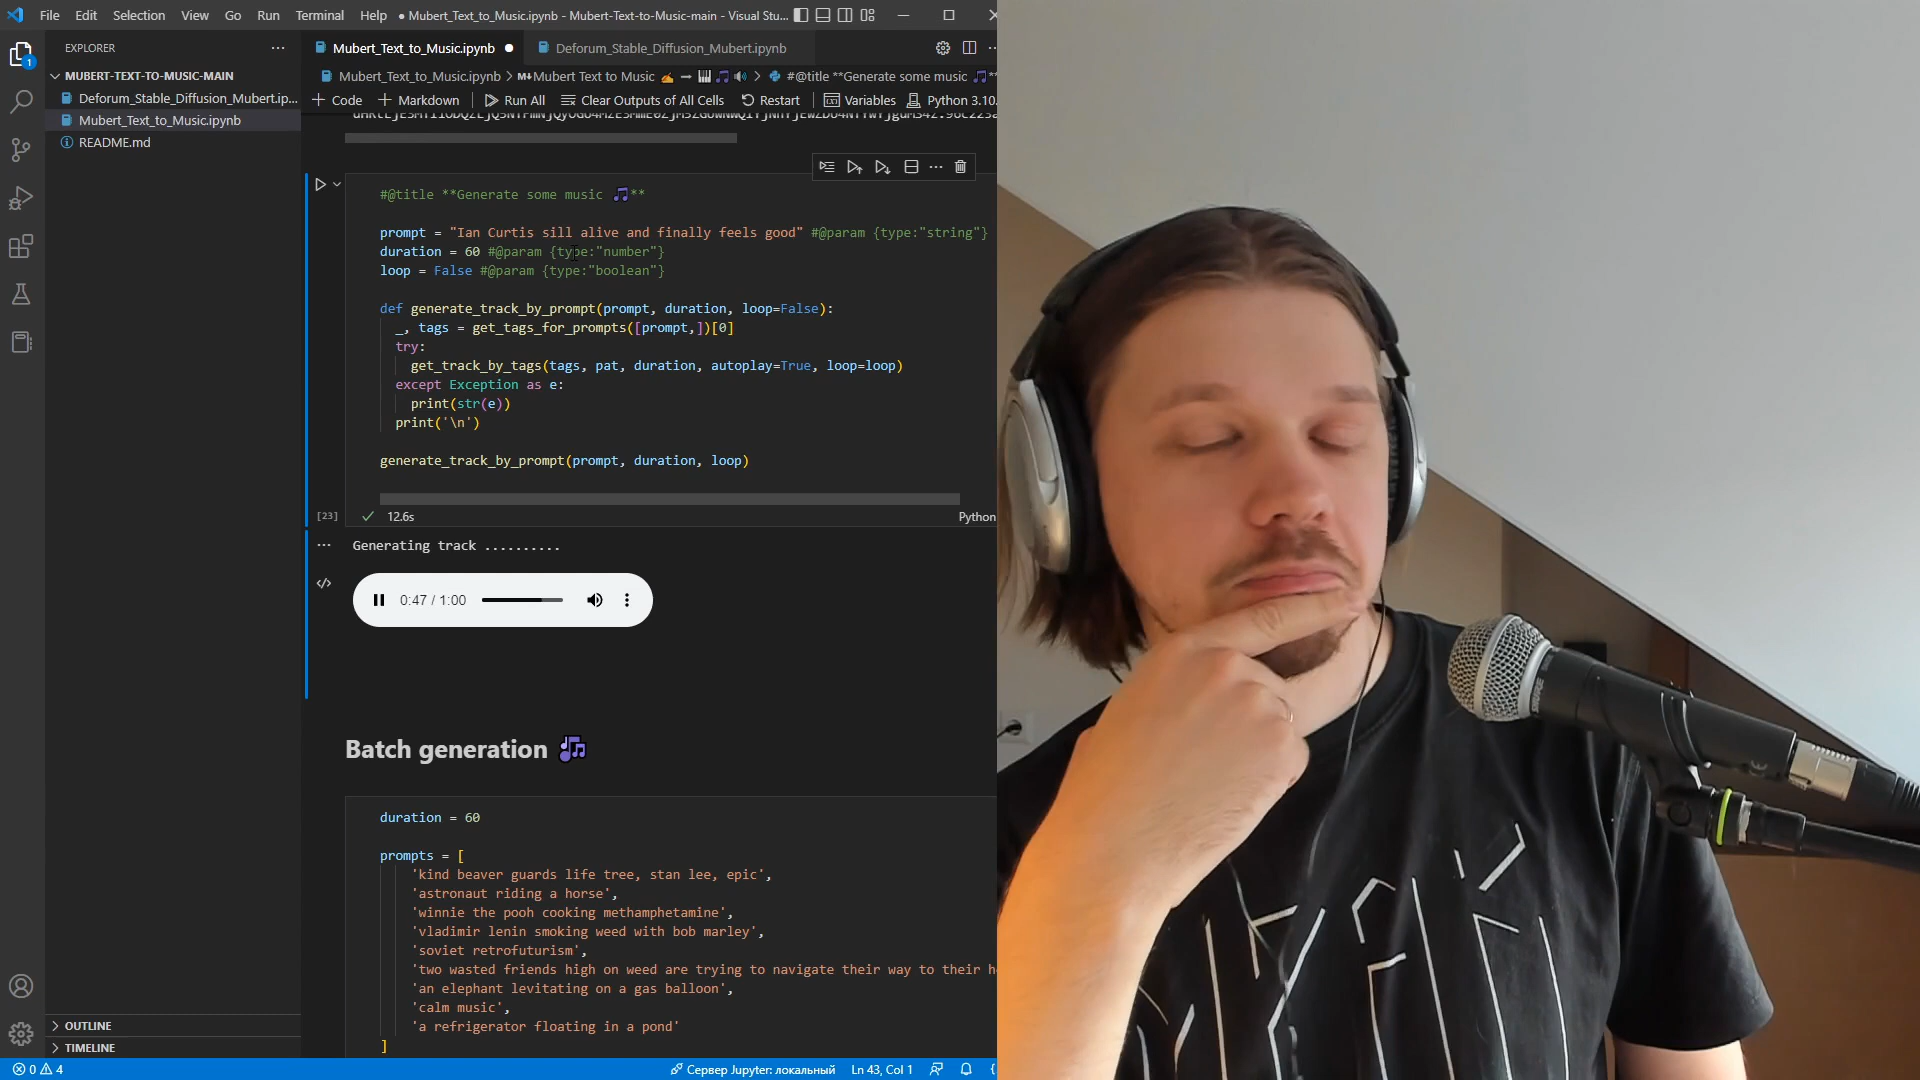 File Edit Selection View Go Run Terminal Help ● Mubert_Text_to_Music.ipynb - Mubert-Text-to-Music-main - Visual Stu...
EXPLORER
MUBERT-TEXT-TO-MUSIC-MAIN
Deforum_Stable_Diffusion_Mubert.ip...
Mubert_Text_to_Music.ipynb
README.md
OUTLINE
TIMELINE
Mubert_Text_to_Music.ipynb ● Deforum_Stable_Diffusion_Mubert.ipynb
Mubert_Text_to_Music.ipynb > M↓Mubert Text to Music > #@title **Generate some music 🎵**
+ Code + Markdown Run All Clear Outputs of All Cells Restart Variables Python 3.10.
#@title **Generate some music 🎵**
prompt = "Ian Curtis sill alive and finally feels good" #@param {type:"string"}
duration = 60 #@param {type:"number"}
loop = False #@param {type:"boolean"}
def generate_track_by_prompt(prompt, duration, loop=False):
_, tags = get_tags_for_prompts([prompt,])[0]
try:
get_track_by_tags(tags, pat, duration, autoplay=True, loop=loop)
except Exception as e:
print(str(e))
print('\n')
generate_track_by_prompt(prompt, duration, loop)
[23] 12.6s Python
Generating track ..........
0:47 / 1:00
Batch generation 🎶
duration = 60
prompts = [
'kind beaver guards life tree, stan lee, epic',
'astronaut riding a horse',
'winnie the pooh cooking methamphetamine',
'vladimir lenin smoking weed with bob marley',
'soviet retrofuturism',
'two wasted friends high on weed are trying to navigate their way to their h
'an elephant levitating on a gas balloon',
'calm music',
'a refrigerator floating in a pond'
]
0 4 Сервер Jupyter: локальный Ln 43, Col 1
1